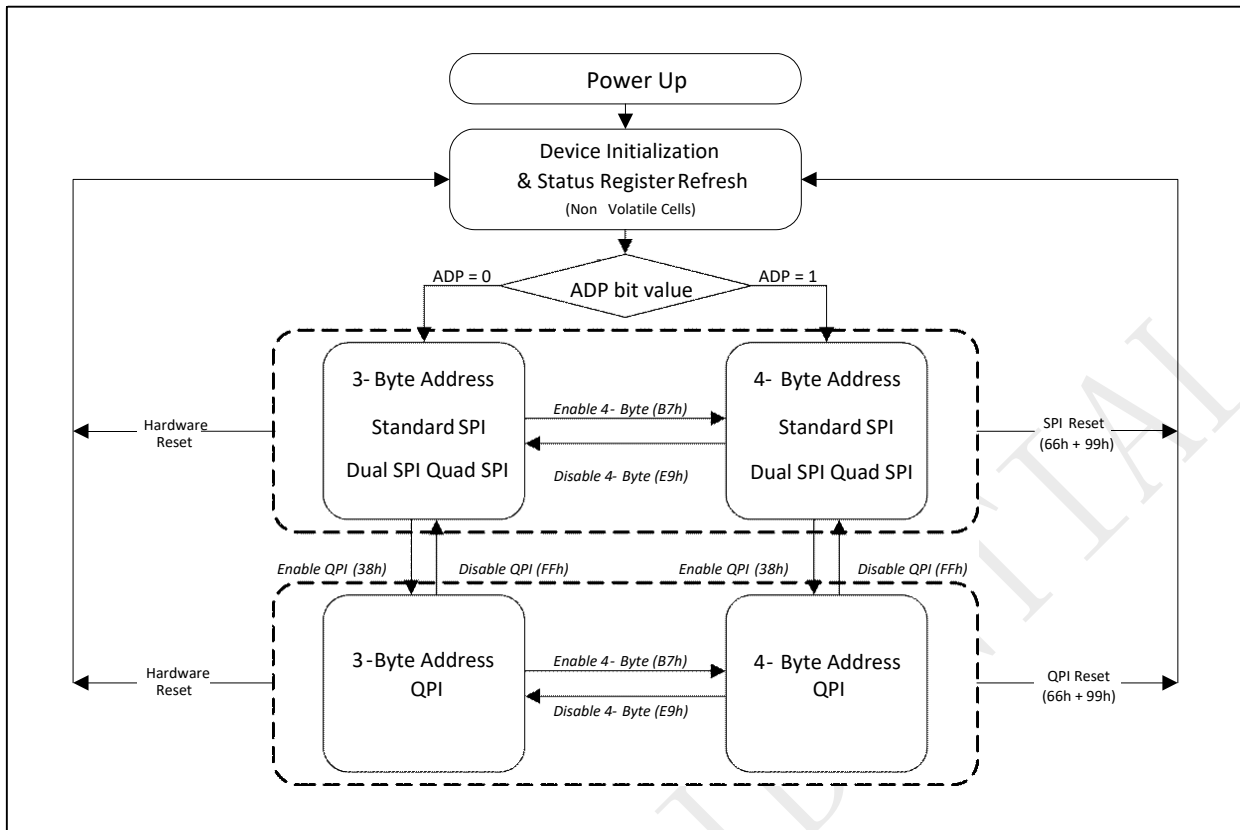 Power Up
Device Initialization
& Status Register Refresh
(Non Volatile Cells)
ADP = 0
ADP bit value
ADP = 1
3- Byte Address
Standard SPI
Dual SPI Quad SPI
Enable 4- Byte (B7h)
Disable 4- Byte (E9h)
4- Byte Address
Standard SPI
Dual SPI Quad SPI
Hardware
Reset
SPI Reset
(66h + 99h)
Enable QPI (38h)
Disable QPI (FFh)
Enable QPI (38h)
Disable QPI (FFh)
3-Byte Address
QPI
Enable 4- Byte (B7h)
Disable 4- Byte (E9h)
4- Byte Address
QPI
Hardware
Reset
QPI Reset
(66h + 99h)